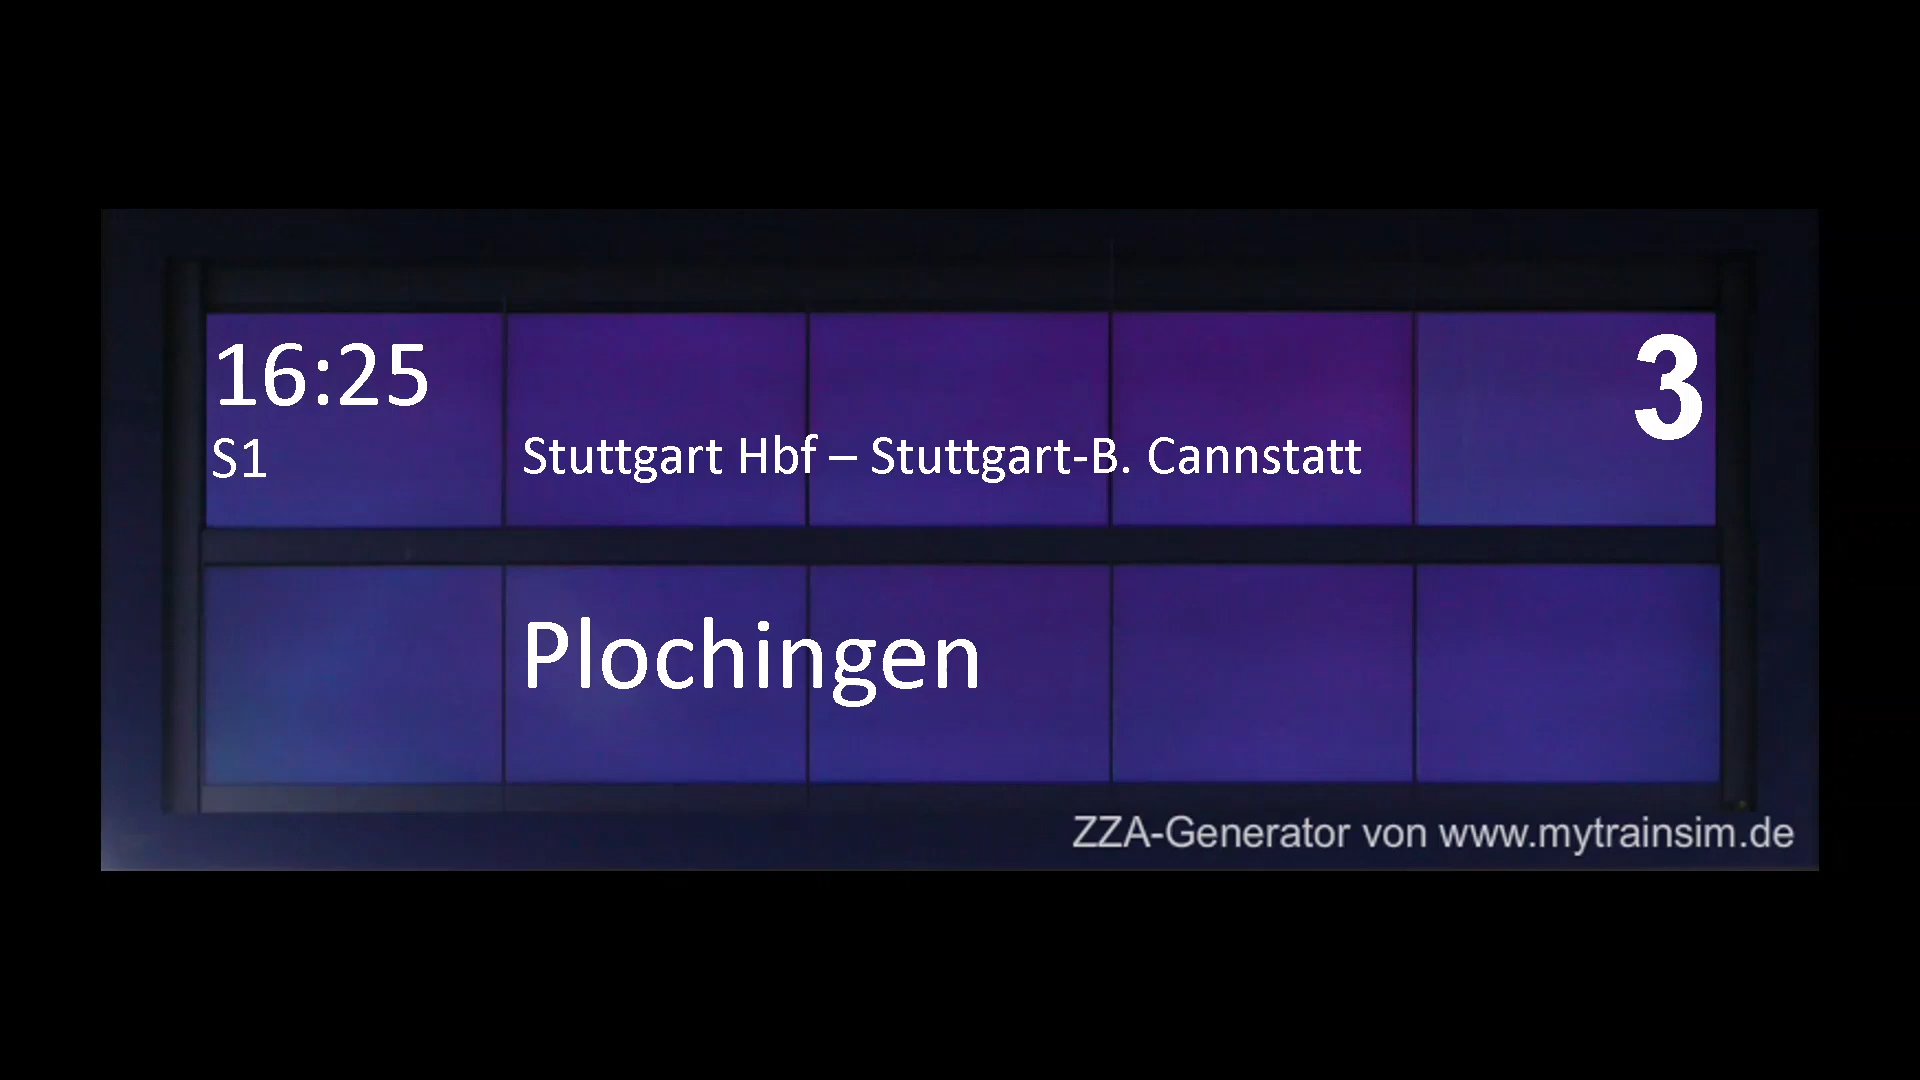 16:25
3
S1 Stuttgart Hbf – Stuttgart-B. Cannstatt
Plochingen
ZZA-Generator von www.mytrainsim.de